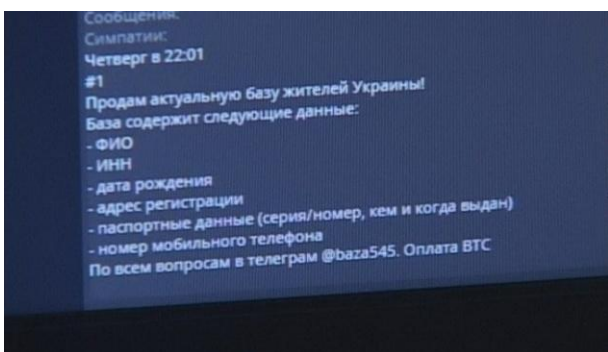 Сообщения:
Симпатии:
Четверг в 22:01
#1
Продам актуальную базу жителей Украины!
База содержит следующие данные:
- ФИО
- ИНН
- дата рождения
- адрес регистрации
- паспортные данные (серия/номер, кем и когда выдан)
- номер мобильного телефона
По всем вопросам в телеграм @baza545. Оплата BTC